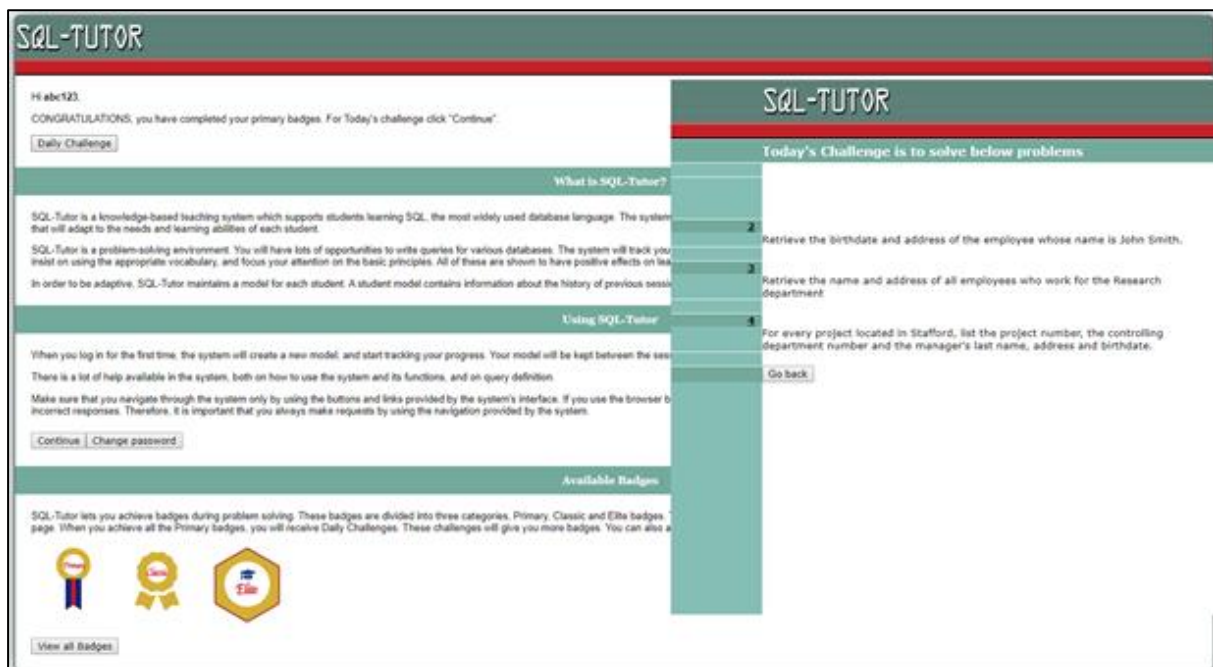 SQL-TUTOR
Hi abc123,
CONGRATULATIONS, you have completed your primary badges. For Today's challenge click "Continue".
Daily Challenge
What is SQL-Tutor?
SQL-Tutor is a knowledge-based teaching system which supports students learning SQL, the most widely used database language. The system
that will adapt to the needs and learning abilities of each student.
SQL-Tutor is a problem-solving environment. You will have lots of opportunities to write queries for various databases. The system will track you
insist on using the appropriate vocabulary, and focus your attention on the basic principles. All of these are shown to have positive effects on lea
In order to be adaptive, SQL-Tutor maintains a model for each student. A student model contains information about the history of previous sessi
Using SQL-Tutor
When you log in for the first time, the system will create a new model, and start tracking your progress. Your model will be kept between the ses
There is a lot of help available in the system, both on how to use the system and its functions, and on query definition.
Make sure that you navigate through the system only by using the buttons and links provided by the system's interface. If you use the browser b
incorrect responses. Therefore, it is important that you always make requests by using the navigation provided by the system.
Continue Change password
Available Badges
SQL-Tutor lets you achieve badges during problem solving. These badges are divided into three categories, Primary, Classic and Elite badges.
page. When you achieve all the Primary badges, you will receive Daily Challenges. These challenges will give you more badges. You can also a
Primary Classic Elite
View all Badges
SQL-TUTOR
Today's Challenge is to solve below problems
2
Retrieve the birthdate and address of the employee whose name is John Smith.
3
Retrieve the name and address of all employees who work for the Research
department
4
For every project located in Stafford, list the project number, the controlling
department number and the manager's last name, address and birthdate.
Go back